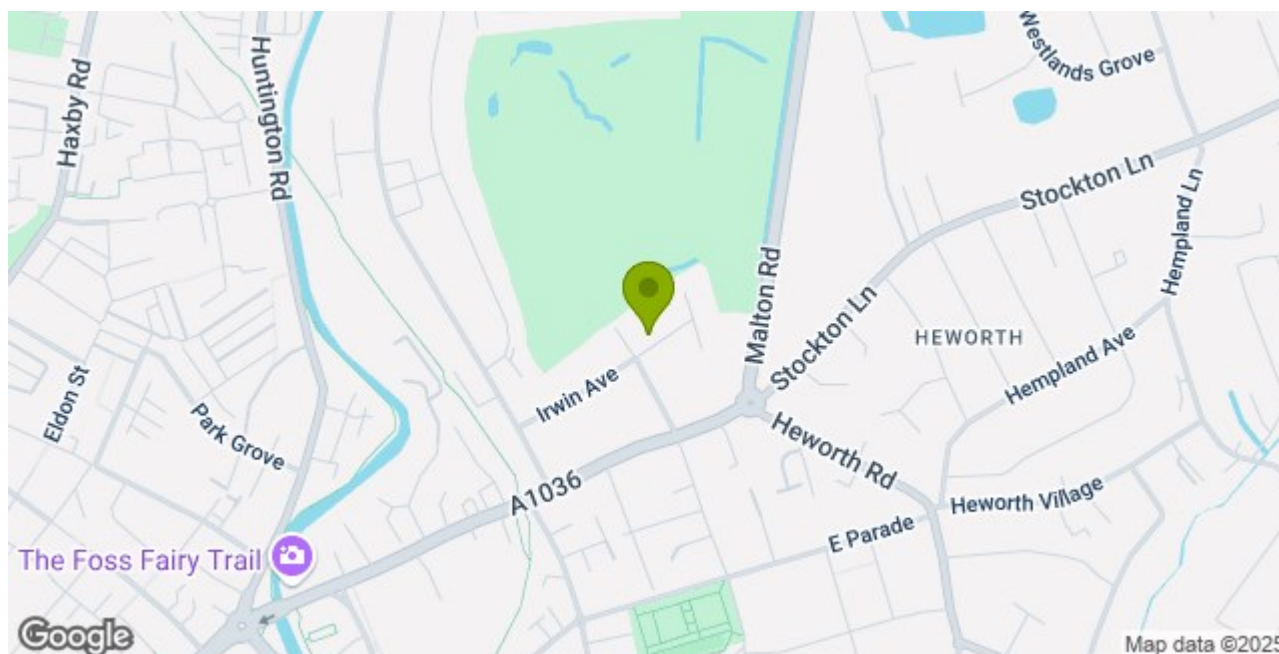 Haxby Rd
Huntington Rd
Westlands Grove
Stockton Ln
Hempland Ln
Malton Rd
Stockton Ln
HEWORTH
Hempland Ave
Irwin Ave
Eldon St
Park Grove
Heworth Rd
A1036
Heworth Village
E Parade
The Foss Fairy Trail
Google
Map data ©2025